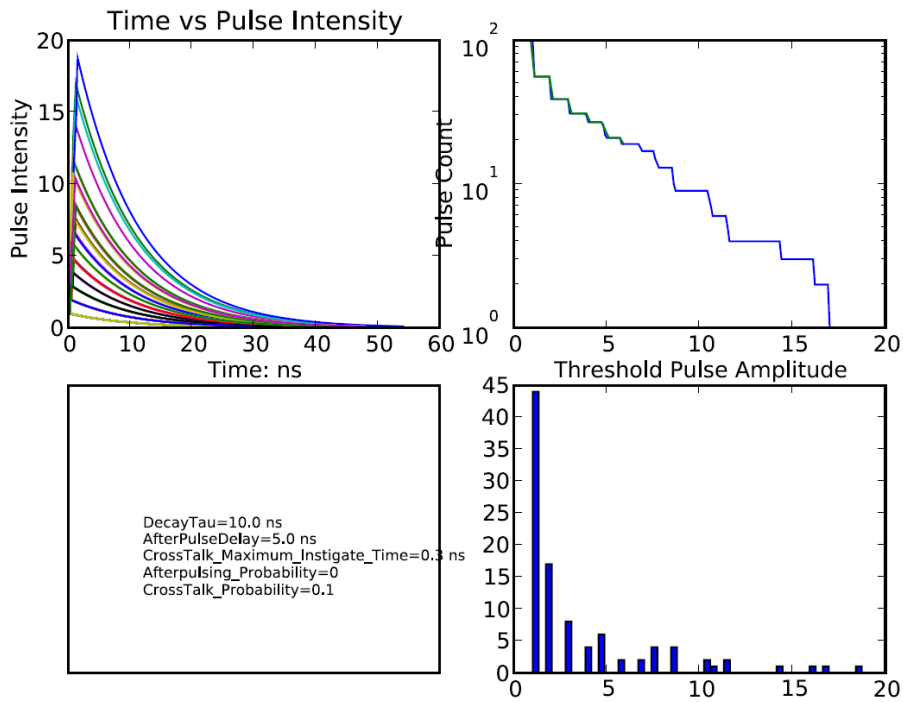 Time vs Pulse Intensity
20
15
10
5
0
Pulse Intensity
0 10 20 30 40 50 60
Time: ns
10^2
10^1
10^0
Pulse Count
0 5 10 15 20
Threshold Pulse Amplitude
DecayTau=10.0 ns
AfterPulseDelay=5.0 ns
CrossTalk_Maximum_Instigate_Time=0.3 ns
Afterpulsing_Probability=0
CrossTalk_Probability=0.1
45
40
35
30
25
20
15
10
5
0
0 5 10 15 20